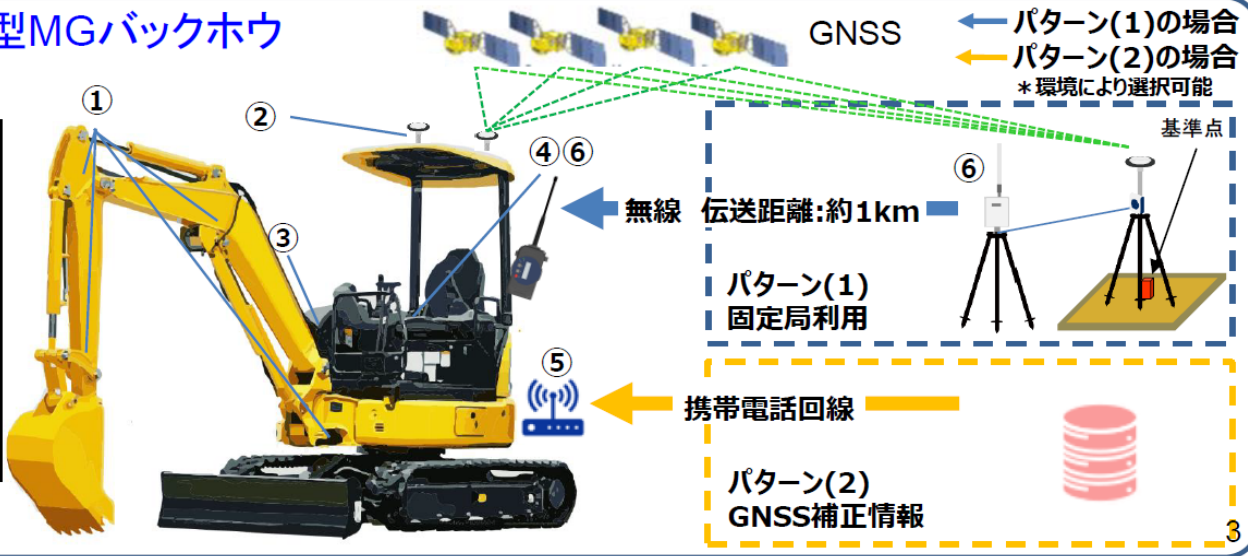 型MGバックホウ
GNSS
パターン(1)の場合
パターン(2)の場合
＊環境により選択可能
①
②
③
④⑥
⑤
⑥
基準点
無線 伝送距離:約1km
パターン(1)
固定局利用
携帯電話回線
パターン(2)
GNSS補正情報
3